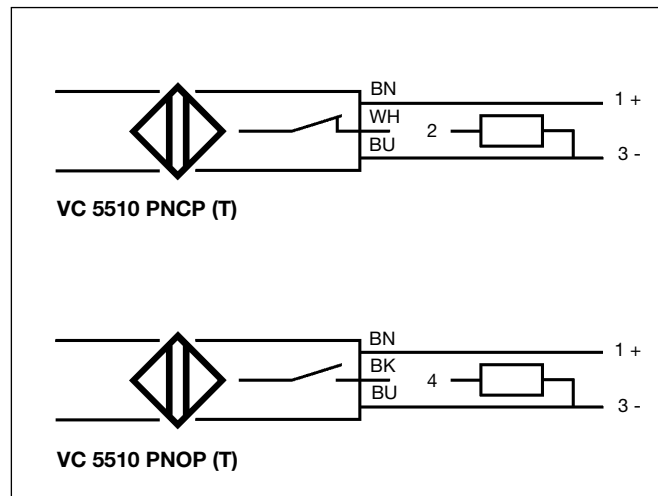 BN
1 +
WH
2
BU
3 -
VC 5510 PNCP (T)
BN
1 +
BK
4
BU
3 -
VC 5510 PNOP (T)